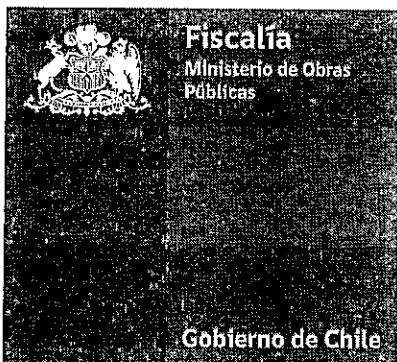 Fiscalía
Ministerio de Obras
Públicas
Gobierno de Chile